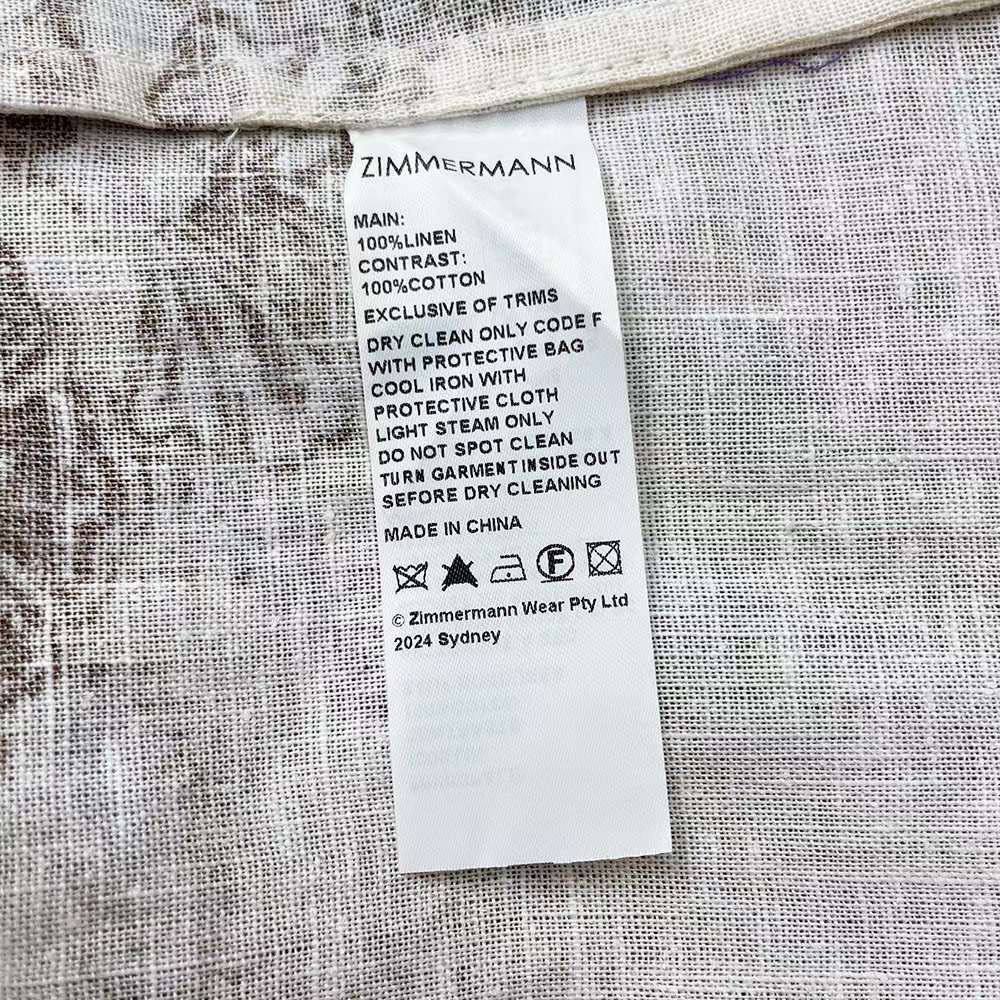 ZIMMERMANN
MAIN:
100%LINEN
CONTRAST:
100%COTTON
EXCLUSIVE OF TRIMS
DRY CLEAN ONLY CODE F
WITH PROTECTIVE BAG
COOL IRON WITH
PROTECTIVE CLOTH
LIGHT STEAM ONLY
DO NOT SPOT CLEAN
TURN GARMENT INSIDE OUT
SEFORE DRY CLEANING
MADE IN CHINA
F
© Zimmermann Wear Pty Ltd
2024 Sydney